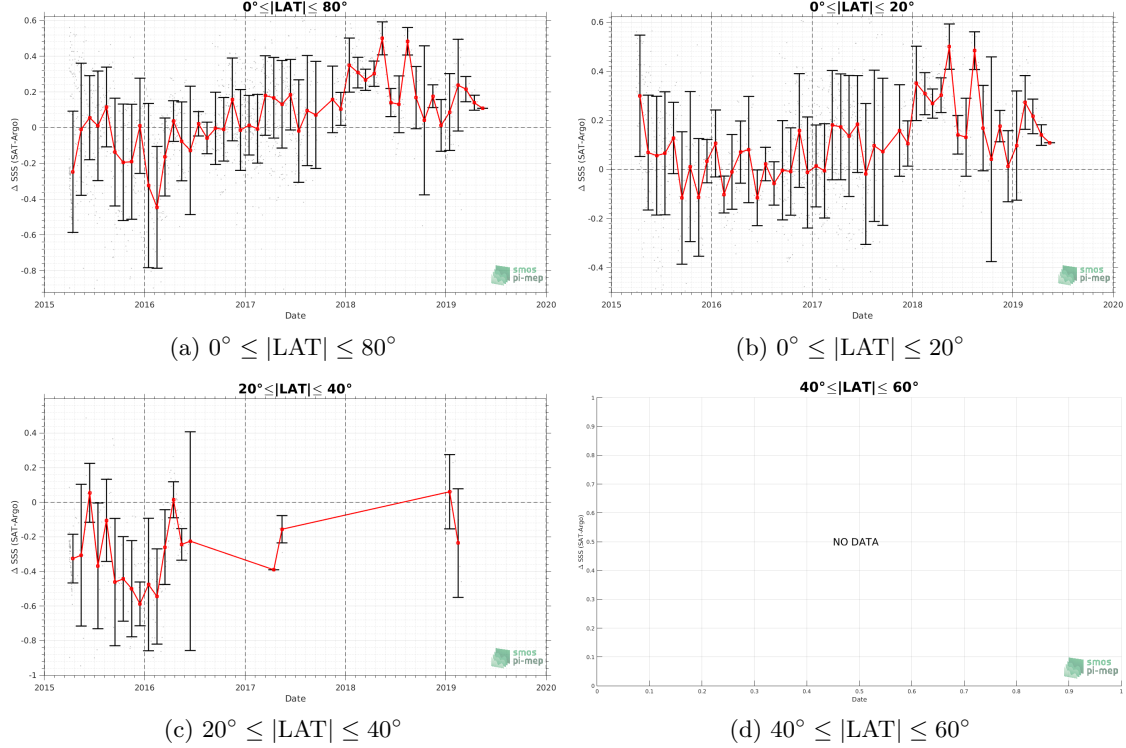 0°≤|LAT|≤ 80°
0.6
0.4
0.2
0
-0.2
-0.4
-0.6
-0.8
Δ SSS (SAT-Argo)
2015
2016
2017
2018
2019
2020
Date
smos
pi-mep
(a) 0° ≤ |LAT| ≤ 80°
0°≤|LAT|≤ 20°
0.6
0.4
0.2
0
-0.2
-0.4
Δ SSS (SAT-Argo)
2015
2016
2017
2018
2019
2020
Date
smos
pi-mep
(b) 0° ≤ |LAT| ≤ 20°
20°≤|LAT|≤ 40°
0.4
0.2
0
-0.2
-0.4
-0.6
-0.8
-1
Δ SSS (SAT-Argo)
2015
2016
2017
2018
2019
2020
Date
smos
pi-mep
(c) 20° ≤ |LAT| ≤ 40°
40°≤|LAT|≤ 60°
1
0.9
0.8
0.7
0.6
0.5
0.4
0.3
0.2
0.1
0
Δ SSS (SAT-Argo)
NO DATA
0
0.1
0.2
0.3
0.4
0.5
0.6
0.7
0.8
0.9
1
Date
smos
pi-mep
(d) 40° ≤ |LAT| ≤ 60°